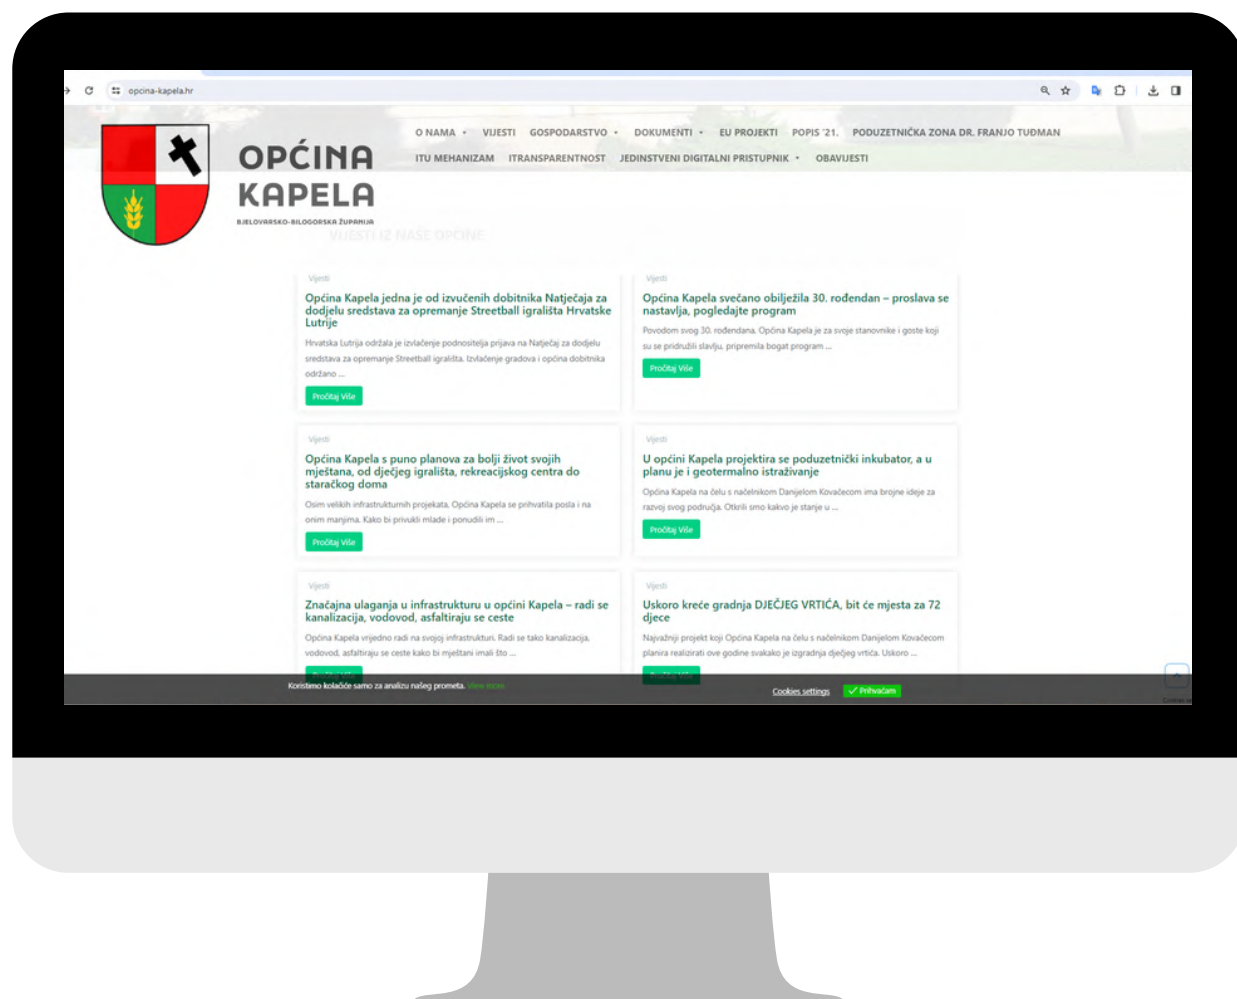 opcina-kapela.hr
O NAMA
VIJESTI
GOSPODARSTVO
DOKUMENTI
EU PROJEKTI
POPIS '21.
PODUZETNIČKA ZONA DR. FRANJO TUĐMAN
ITU MEHANIZAM
ITRANSPARENTNOST
JEDINSTVENI DIGITALNI PRISTUPNIK
OBAVIJESTI
OPĆINA
KAPELA
BJELOVARSKO-BILOGORSKA ŽUPANIJA
VIJESTI IZ NAŠE OPĆINE
Vijesti
Općina Kapela jedna je od izvučenih dobitnika Natječaja za
dodjelu sredstava za opremanje Streetball igrališta Hrvatske
Lutrije
Hrvatska Lutrija održala je izvlačenje podnositelja prijava na Natječaj za dodjelu
sredstava za opremanje Streetball igrališta. Izvlačenje gradova i općina dobitnika
održano ...
Pročitaj Više
Vijesti
Općina Kapela svečano obilježila 30. rođendan – proslava se
nastavlja, pogledajte program
Povodom svog 30. rođendana, Općina Kapela je za svoje stanovnike i goste koji
su se pridružili slavlju, pripremila bogat program ...
Pročitaj Više
Vijesti
Općina Kapela s puno planova za bolji život svojih
mještana, od dječjeg igrališta, rekreacijskog centra do
staračkog doma
Osim velikih infrastrukturnih projekata, Općina Kapela se prihvatila posla i na
onim manjima. Kako bi privukli mlade i ponudili im ...
Pročitaj Više
Vijesti
U općini Kapela projektira se poduzetnički inkubator, a u
planu je i geotermalno istraživanje
Općina Kapela na čelu s načelnikom Danijelom Kovačecom ima brojne ideje za
razvoj svog područja. Otkrili smo kakvo je stanje u ...
Pročitaj Više
Vijesti
Značajna ulaganja u infrastrukturu u općini Kapela – radi se
kanalizacija, vodovod, asfaltiraju se ceste
Općina Kapela vrijedno radi na svojoj infrastrukturi. Radi se tako kanalizacija,
vodovod, asfaltiraju se ceste kako bi mještani imali što ...
Pročitaj Više
Vijesti
Uskoro kreće gradnja DJEČJEG VRTIĆA, bit će mjesta za 72
djece
Najvažniji projekt koji Općina Kapela na čelu s načelnikom Danijelom Kovačecom
planira realizirati ove godine svakako je izgradnja dječjeg vrtića. Uskoro ...
Pročitaj Više
Koristimo kolačiće samo za analizu našeg prometa. View more
Cookies settings
Prihvaćam